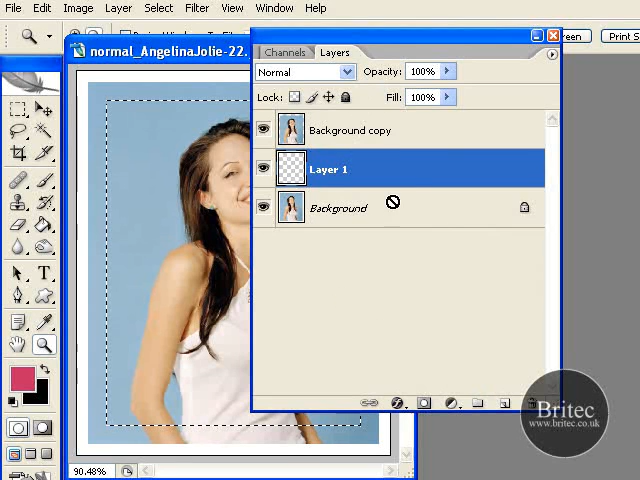 File Edit Image Layer Select Filter View Window Help
Print S
normal_AngelinaJolie-22.
Channels Layers
Normal Opacity: 100%
Lock: Fill: 100%
Background copy
Layer 1
Background
T
90.48%
Britec
www.britec.co.uk